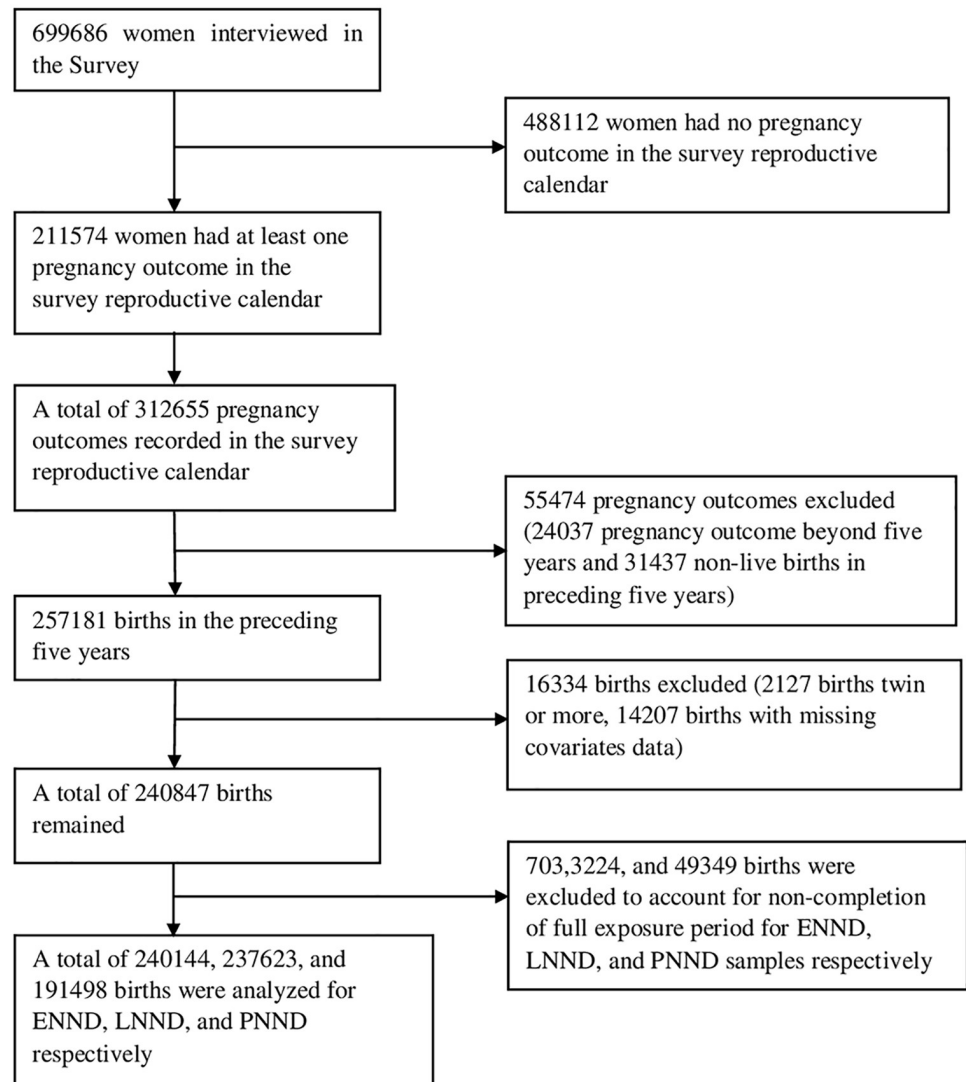 699686 women interviewed in
the Survey
488112 women had no pregnancy
outcome in the survey reproductive
calendar
211574 women had at least one
pregnancy outcome in the
survey reproductive calendar
A total of 312655 pregnancy
outcomes recorded in the survey
reproductive calendar
55474 pregnancy outcomes excluded
(24037 pregnancy outcome beyond five
years and 31437 non-live births in
preceding five years)
257181 births in the preceding
five years
16334 births excluded (2127 births twin
or more, 14207 births with missing
covariates data)
A total of 240847 births
remained
703,3224, and 49349 births were
excluded to account for non-completion
of full exposure period for ENND,
LNND, and PNND samples respectively
A total of 240144, 237623, and
191498 births were analyzed for
ENND, LNND, and PNND
respectively